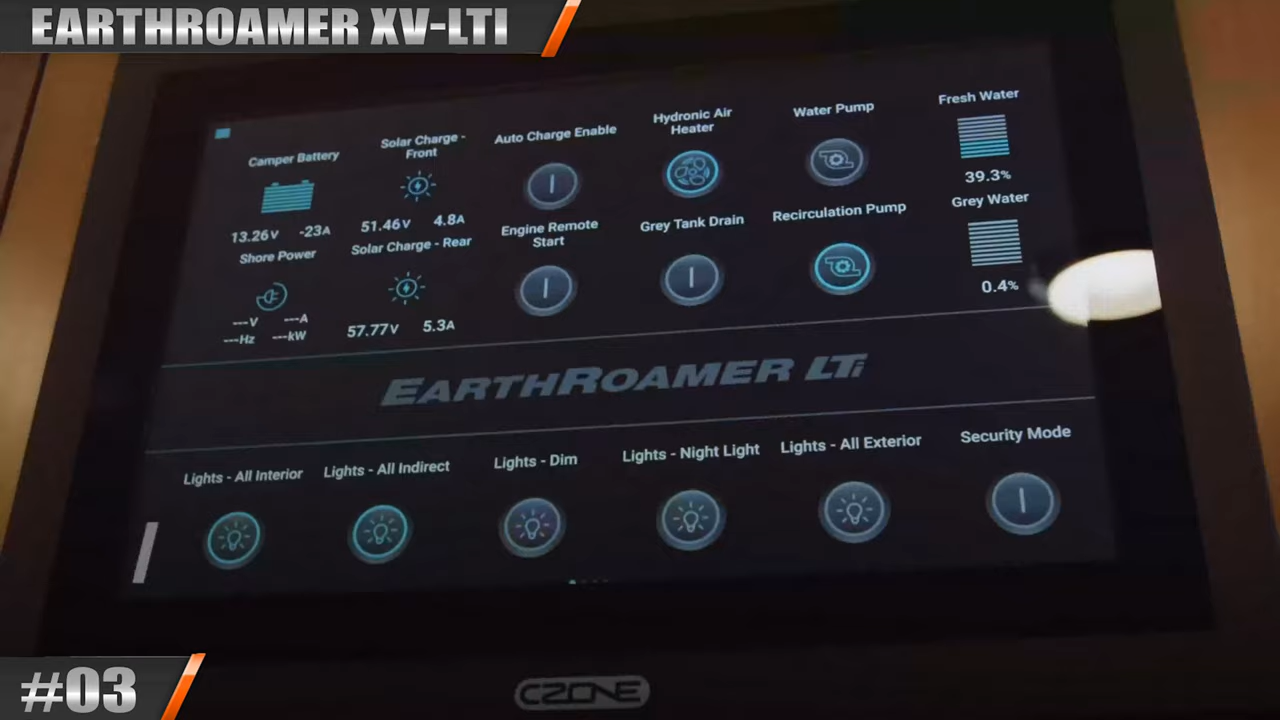 EARTHROAMER XV-LTI
Camper Battery
13.26V -23A
Solar Charge -
Front
51.46V 4.8A
Auto Charge Enable
Hydronic Air
Heater
Water Pump
Fresh Water
39.3%
Shore Power
---V ---A
---Hz ---kW
Solar Charge - Rear
57.77V 5.3A
Engine Remote
Start
Grey Tank Drain
Recirculation Pump
Grey Water
0.4%
EARTHROAMER LTi
Lights - All Interior
Lights - All Indirect
Lights - Dim
Lights - Night Light
Lights - All Exterior
Security Mode
#03
CZONE